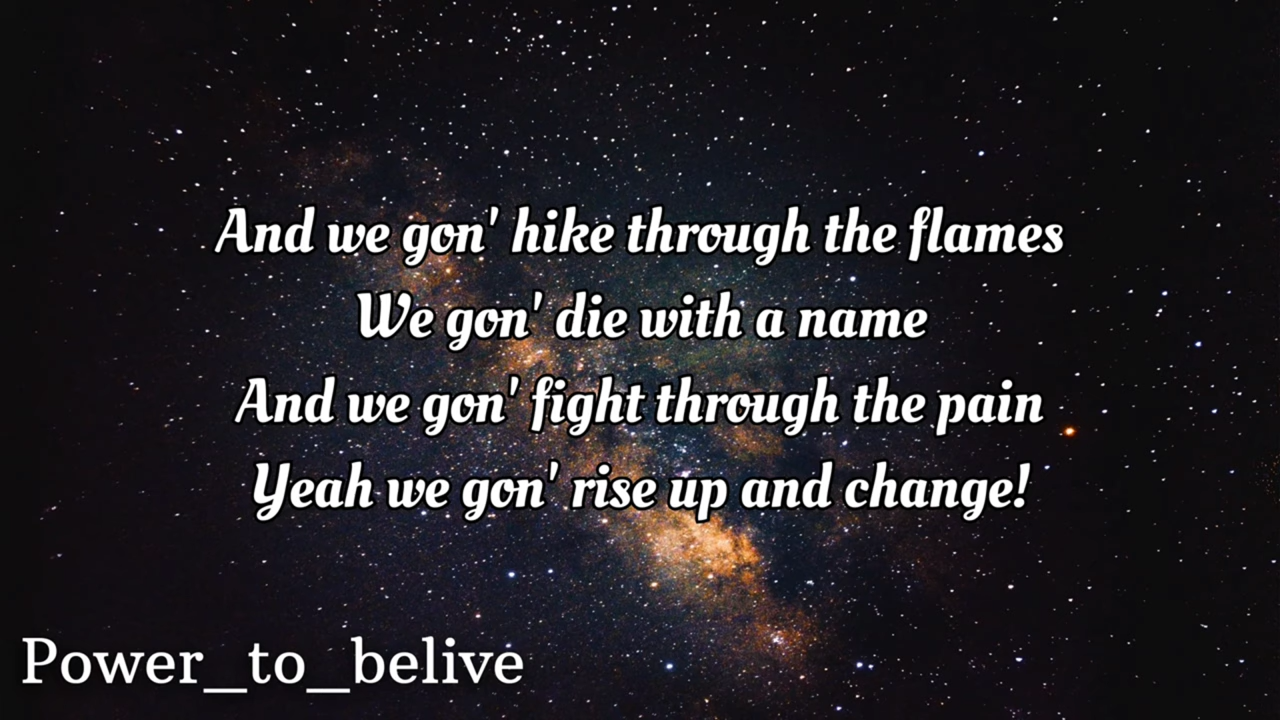 And we gon' hike through the flames
We gon' die with a name
And we gon' fight through the pain
Yeah we gon' rise up and change!
Power_to_belive